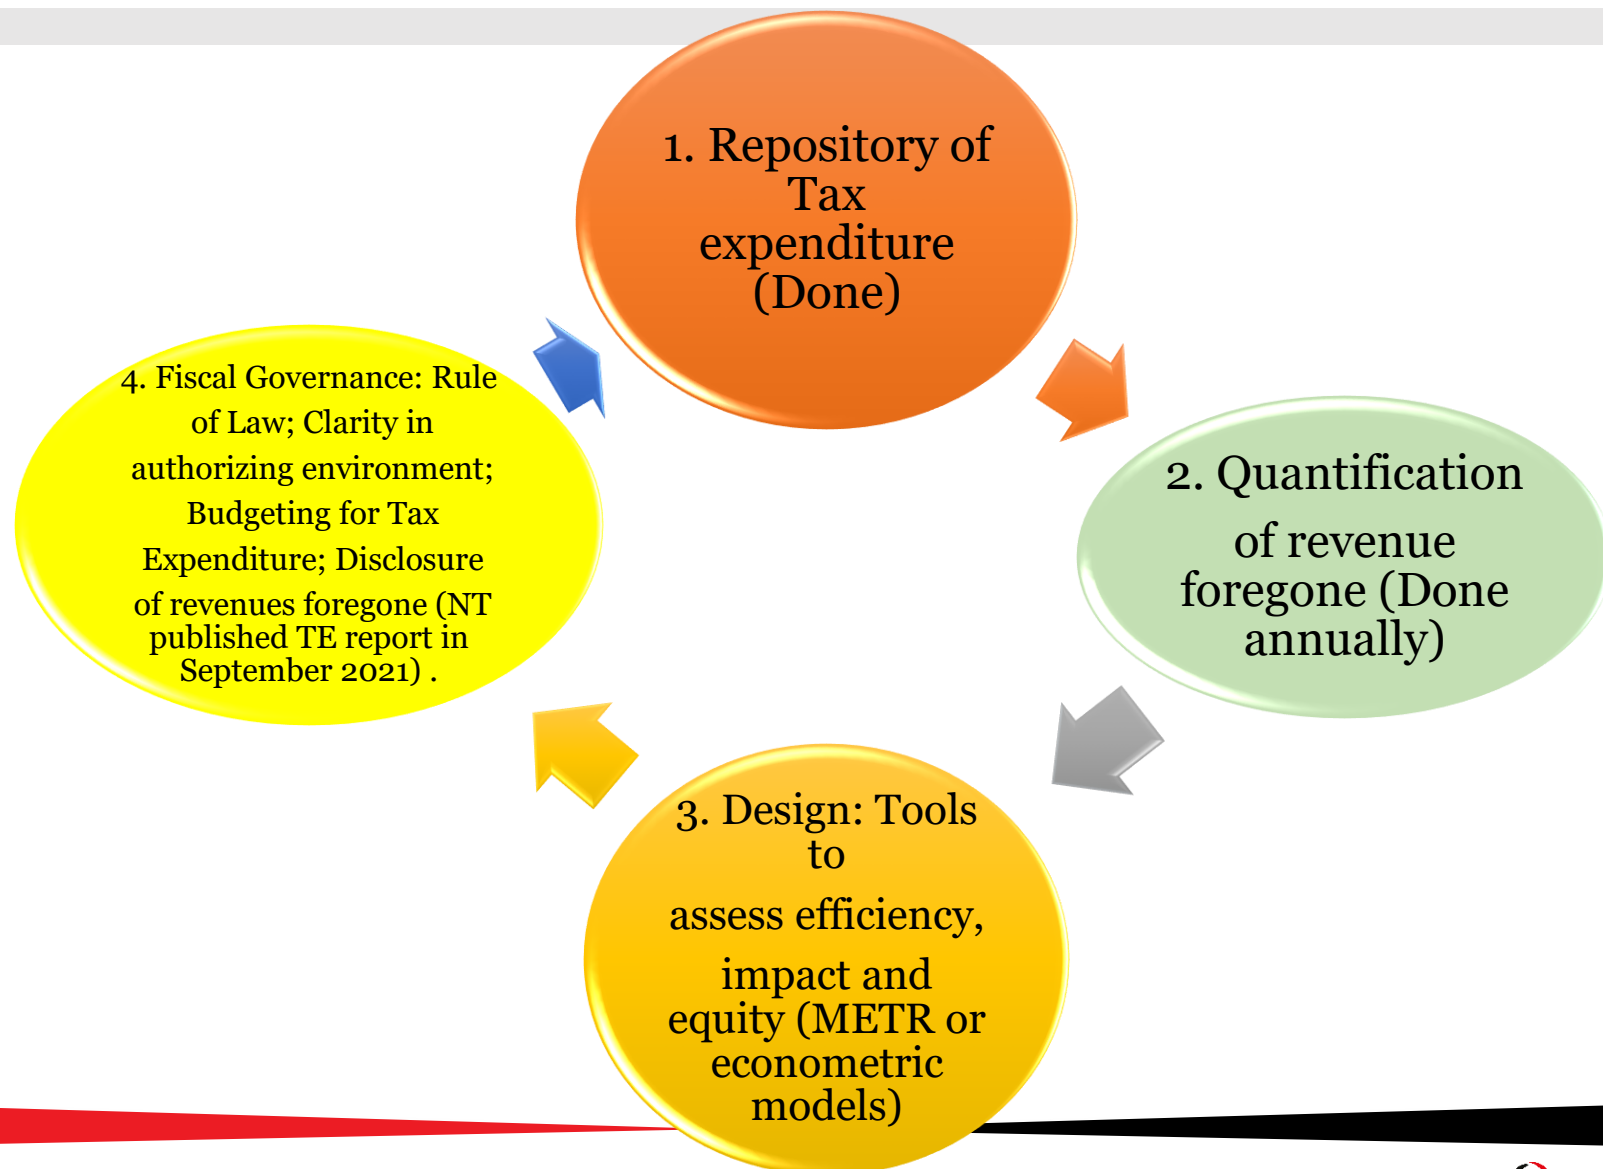 1. Repository of
Tax
expenditure
(Done)
2. Quantification
of revenue
foregone (Done
annually)
3. Design: Tools
to
assess efficiency,
impact and
equity (METR or
econometric
models)
4. Fiscal Governance: Rule
of Law; Clarity in
authorizing environment;
Budgeting for Tax
Expenditure; Disclosure
of revenues foregone (NT
published TE report in
September 2021) .